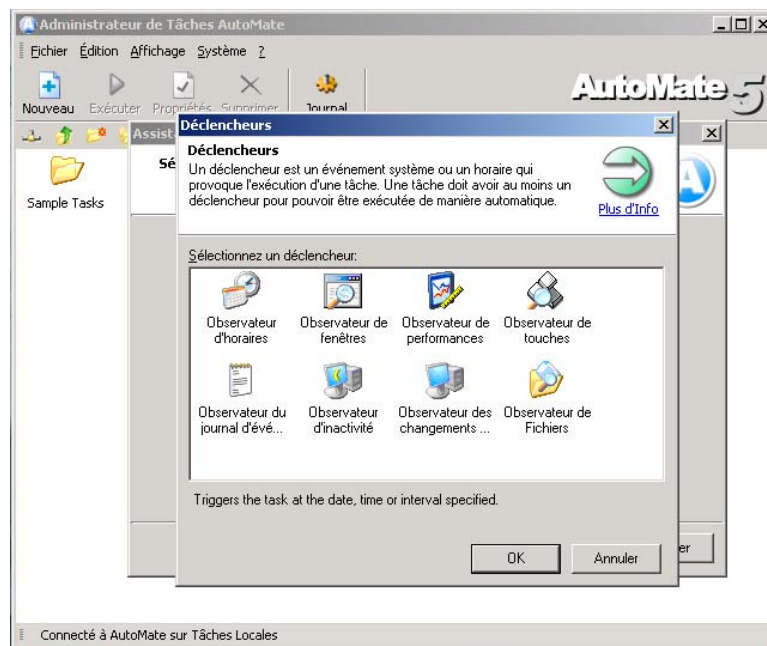 Administrateur de Tâches AutoMate
Eichier Édition Affichage Système ?
Nouveau Exécuter Propriétés Supprimer Journal
AutoMate 5
Assist
Déclencheurs
Sé
Déclencheurs
Un déclencheur est un événement système ou un horaire qui
provoque l'exécution d'une tâche. Une tâche doit avoir au moins un
déclencheur pour pouvoir être exécutée de manière automatique.
Plus d'Info
Sample Tasks
Sélectionnez un déclencheur:
Observateur
d'horaires
Observateur de
fenêtres
Observateur de
performances
Observateur de
touches
Observateur du
journal d'évé...
Observateur
d'inactivité
Observateur des
changements ...
Observateur de
Fichiers
Triggers the task at the date, time or interval specified.
OK
Annuler
er
Connecté à AutoMate sur Tâches Locales